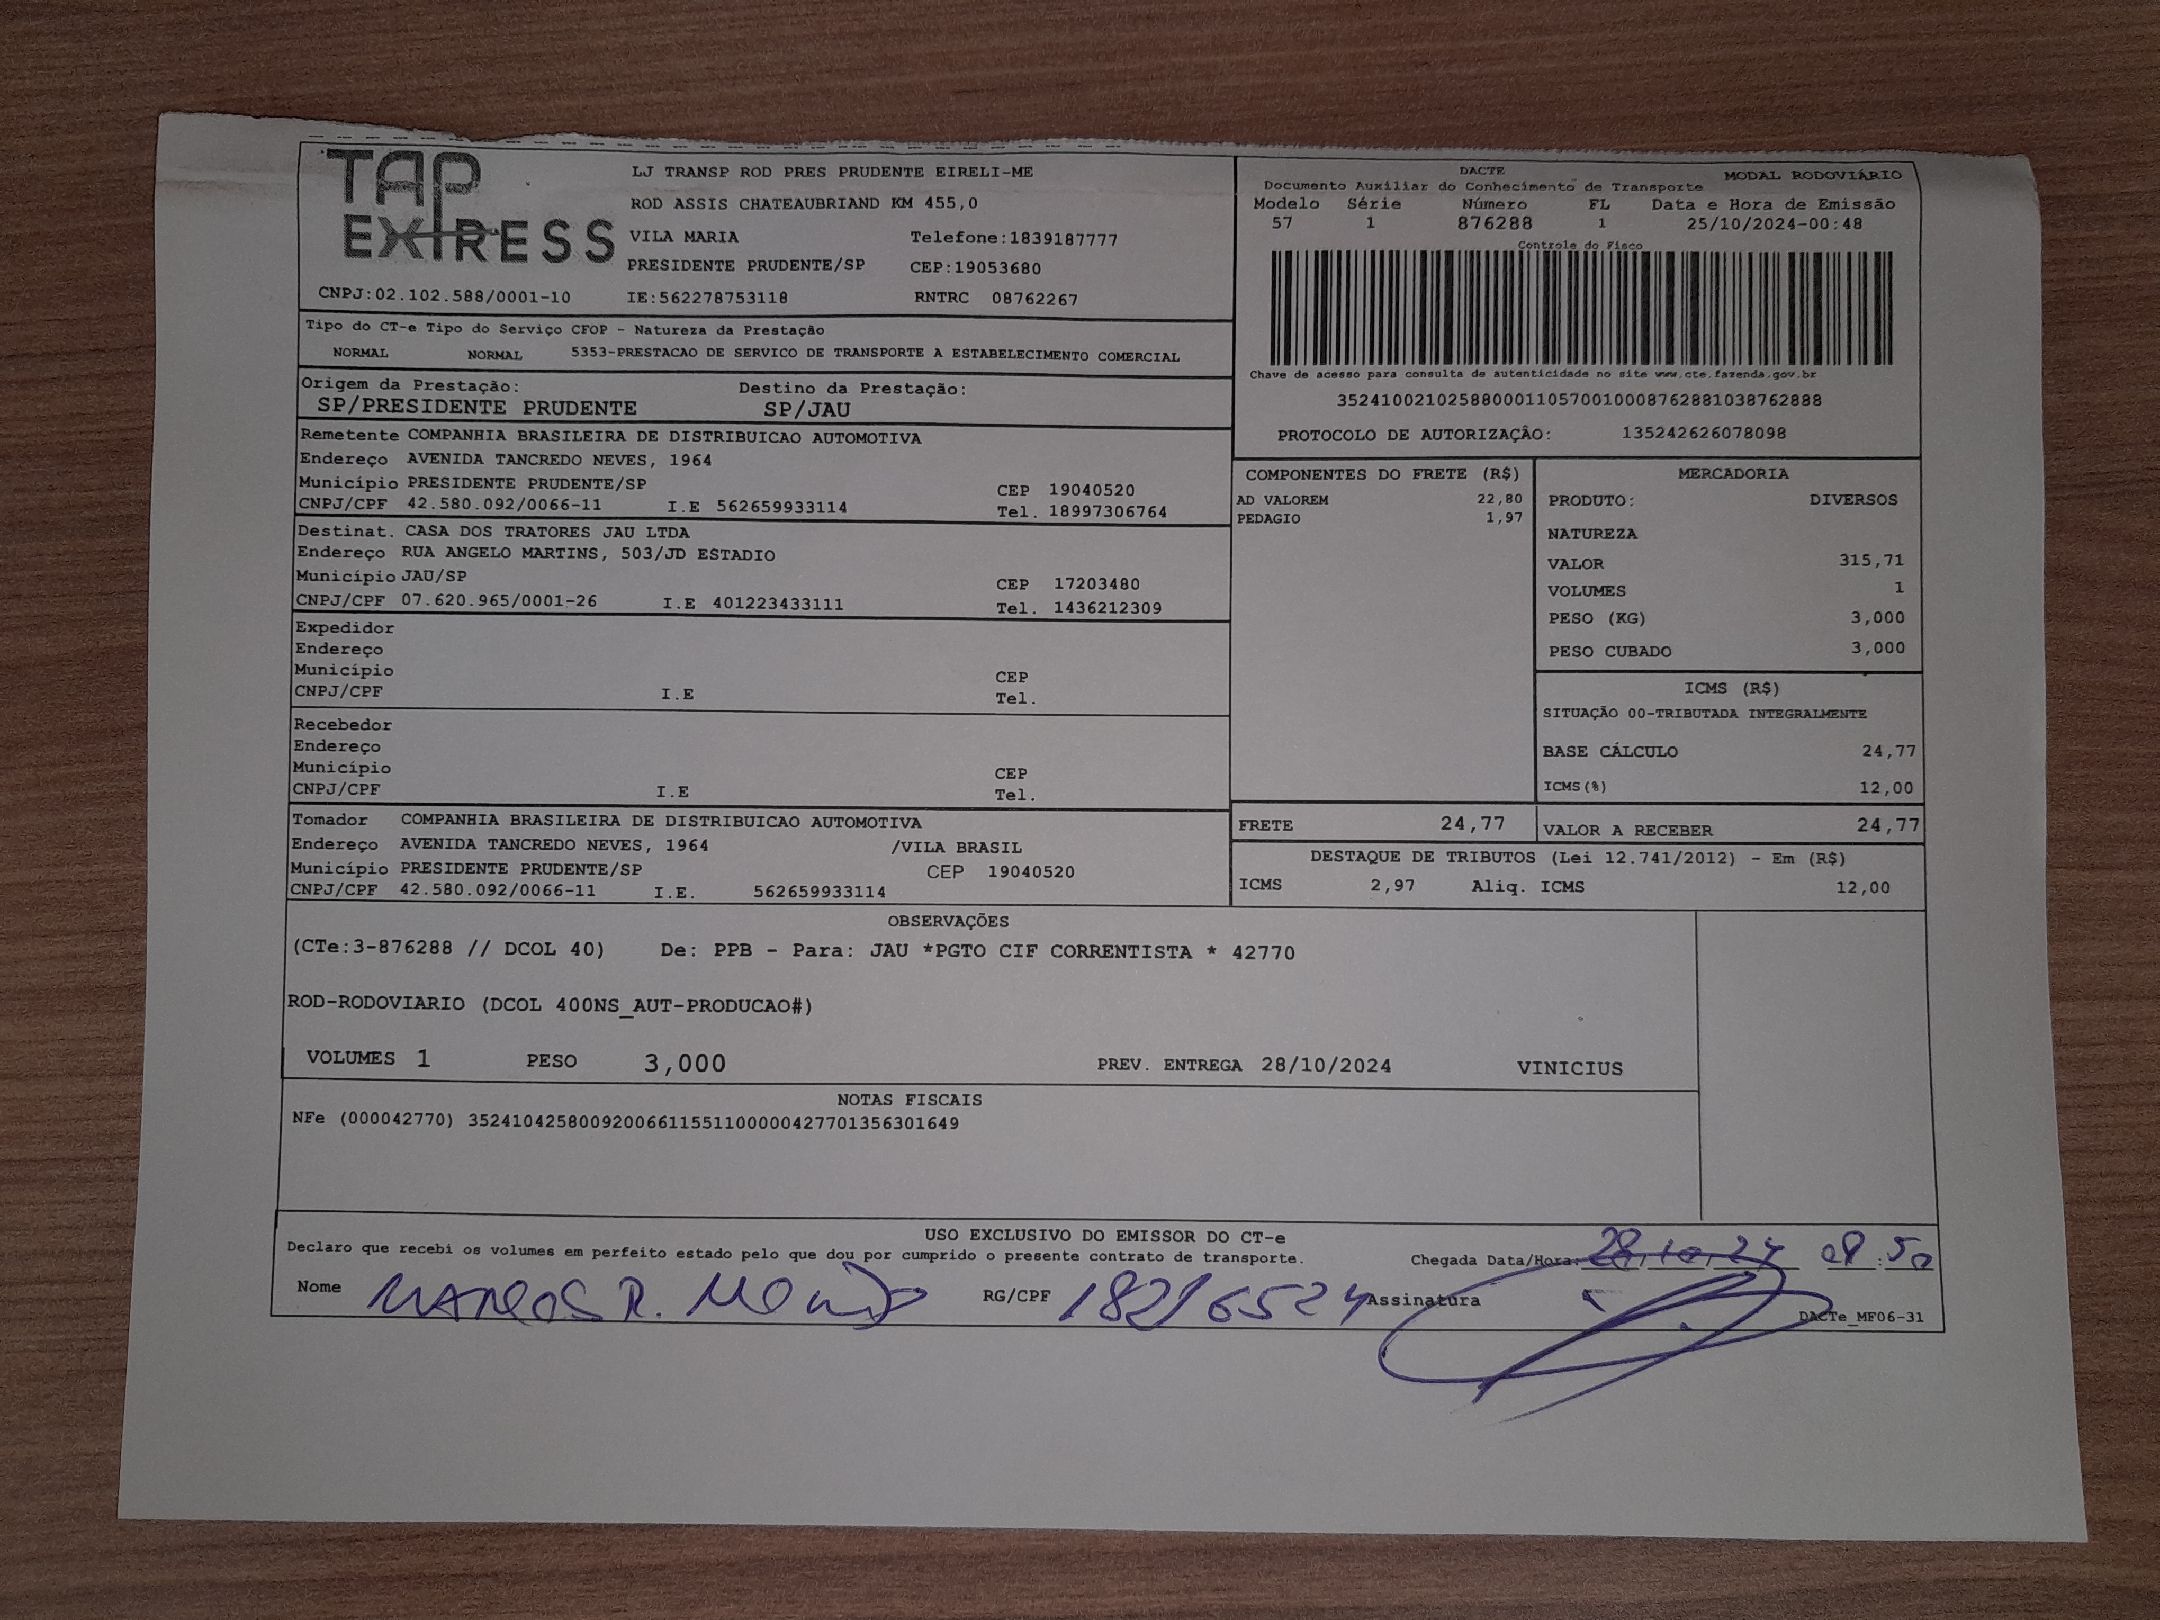 TAP
EXPRESS
LJ TRANSP ROD PRES PRUDENTE EIRELI-ME
ROD ASSIS CHATEAUBRIAND KM 455,0
VILA MARIA Telefone:1839187777
PRESIDENTE PRUDENTE/SP CEP:19053680
CNPJ:02.102.588/0001-10 IE:562278753118 RNTRC 08762267
DACTE
Documento Auxiliar do Conhecimento de Transporte MODAL RODOVIÁRIO
Modelo Série Número FL Data e Hora de Emissão
57 1 876288 1 25/10/2024-00:48
Controle do Fisco
Chave de acesso para consulta de autenticidade no site www.cte.fazenda.gov.br
35241002102588000110570010008762881038762888
PROTOCOLO DE AUTORIZAÇÂO: 135242626078098
Tipo do CT-e Tipo do Serviço CFOP - Natureza da Prestação
NORMAL NORMAL 5353-PRESTACAO DE SERVICO DE TRANSPORTE A ESTABELECIMENTO COMERCIAL
Origem da Prestação: Destino da Prestação:
SP/PRESIDENTE PRUDENTE SP/JAU
Remetente COMPANHIA BRASILEIRA DE DISTRIBUICAO AUTOMOTIVA
Endereço AVENIDA TANCREDO NEVES, 1964
Município PRESIDENTE PRUDENTE/SP CEP 19040520
CNPJ/CPF 42.580.092/0066-11 I.E 562659933114 Tel. 18997306764
Destinat. CASA DOS TRATORES JAU LTDA
Endereço RUA ANGELO MARTINS, 503/JD ESTADIO
Município JAU/SP CEP 17203480
CNPJ/CPF 07.620.965/0001-26 I.E 401223433111 Tel. 1436212309
Expedidor
Endereço
Município CEP
CNPJ/CPF I.E Tel.
Recebedor
Endereço
Município CEP
CNPJ/CPF I.E Tel.
Tomador COMPANHIA BRASILEIRA DE DISTRIBUICAO AUTOMOTIVA
Endereço AVENIDA TANCREDO NEVES, 1964 /VILA BRASIL
Município PRESIDENTE PRUDENTE/SP CEP 19040520
CNPJ/CPF 42.580.092/0066-11 I.E. 562659933114
COMPONENTES DO FRETE (R$)
AD VALOREM 22,80
PEDAGIO 1,97
MERCADORIA
PRODUTO: DIVERSOS
NATUREZA
VALOR 315,71
VOLUMES 1
PESO (KG) 3,000
PESO CUBADO 3,000
ICMS (R$)
SITUAÇÃO 00-TRIBUTADA INTEGRALMENTE
BASE CÁLCULO 24,77
ICMS(%) 12,00
FRETE 24,77 VALOR A RECEBER 24,77
DESTAQUE DE TRIBUTOS (Lei 12.741/2012) - Em (R$)
ICMS 2,97 Aliq. ICMS 12,00
OBSERVAÇÕES
(CTe:3-876288 // DCOL 40) De: PPB - Para: JAU *PGTO CIF CORRENTISTA * 42770
ROD-RODOVIARIO (DCOL 400NS_AUT-PRODUCAO#)
VOLUMES 1 PESO 3,000 PREV. ENTREGA 28/10/2024 VINICIUS
NOTAS FISCAIS
NFe (000042770) 35241042580092006611551100000427701356301649
USO EXCLUSIVO DO EMISSOR DO CT-e
Declaro que recebi os volumes em perfeito estado pelo que dou por cumprido o presente contrato de transporte. Chegada Data/Hora: 28,10,24 08:50
Nome MARCOS R. RG/CPF 18216524 Assinatura
DACTe_MF06-31